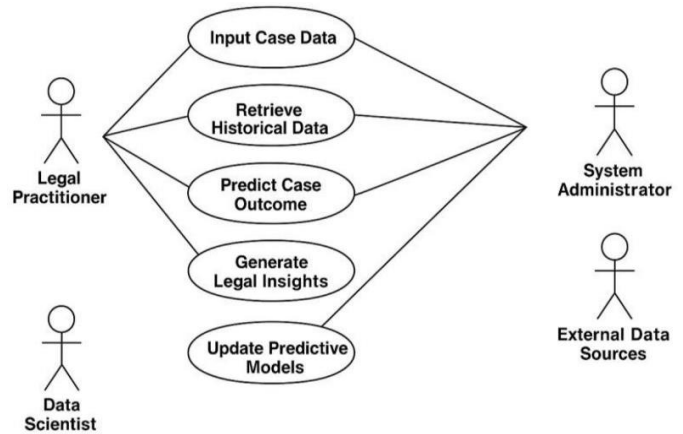 Input Case Data
Retrieve
Historical Data
Predict Case
Outcome
Generate
Legal Insights
Update Predictive
Models
Legal
Practitioner
Data
Scientist
System
Administrator
External Data
Sources